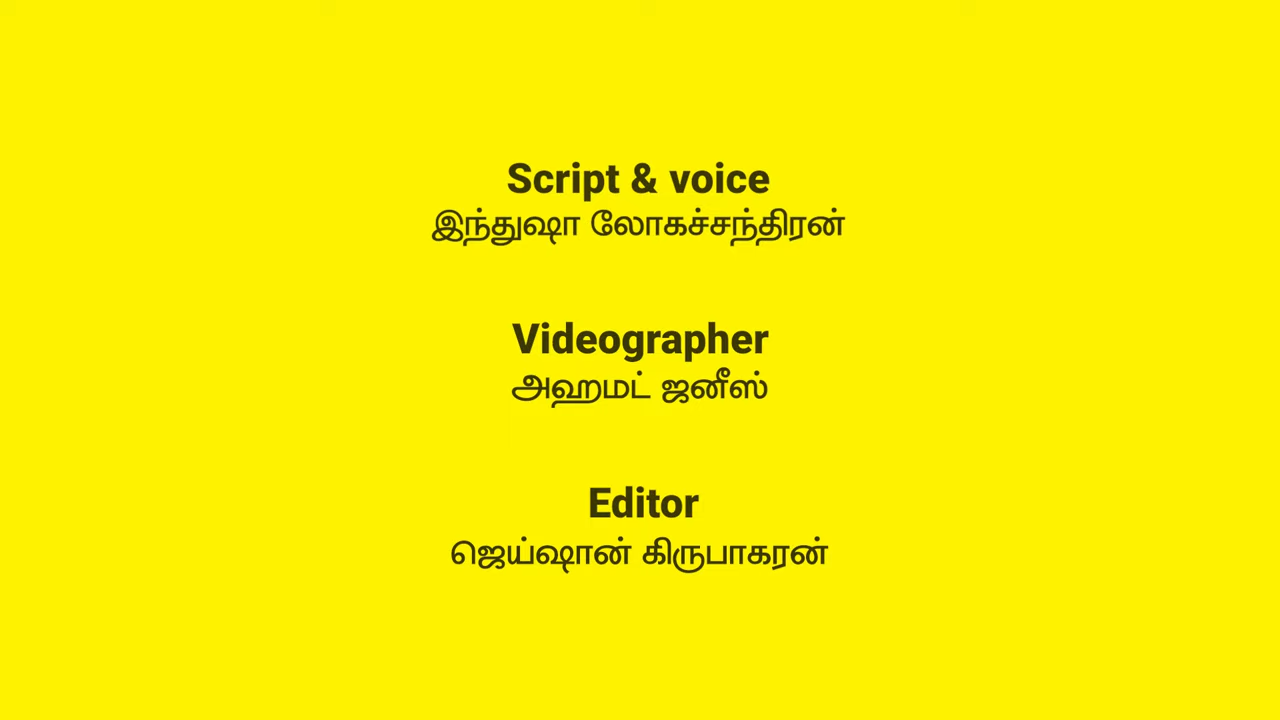 Script & voice
இந்துஷா லோகச்சந்திரன்
Videographer
அஹமட் ஜனீஸ்
Editor
ஜெய்ஷான் கிருபாகரன்